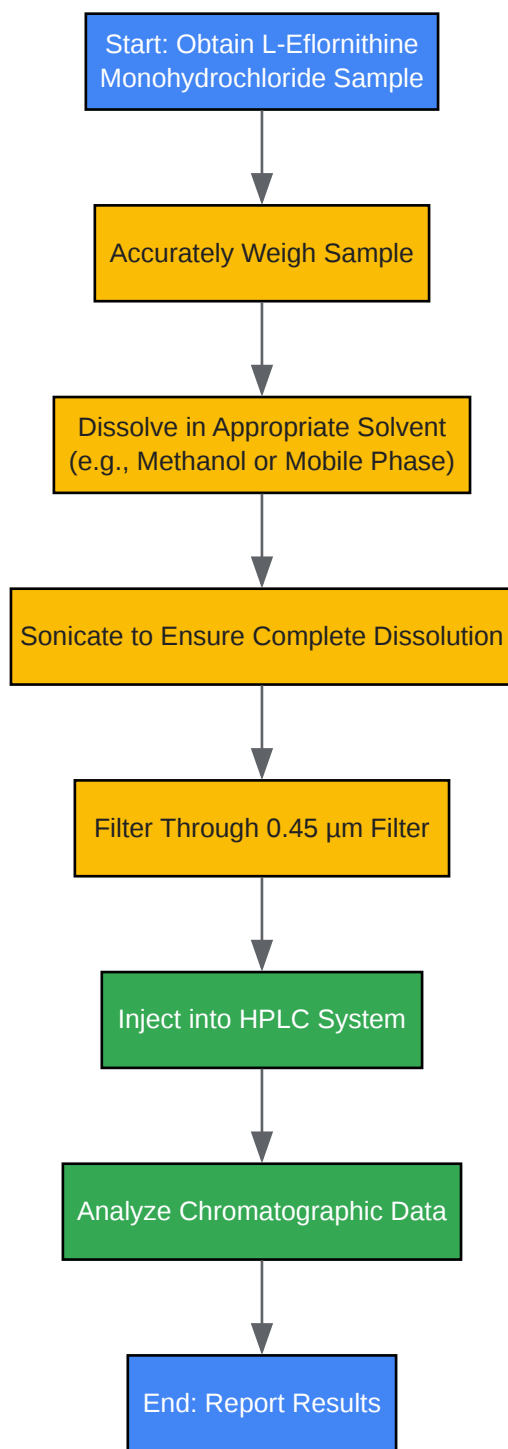 Start: Obtain L-Eflornithine
Monohydrochloride Sample
Accurately Weigh Sample
Dissolve in Appropriate Solvent
(e.g., Methanol or Mobile Phase)
Sonicate to Ensure Complete Dissolution
Filter Through 0.45 µm Filter
Inject into HPLC System
Analyze Chromatographic Data
End: Report Results